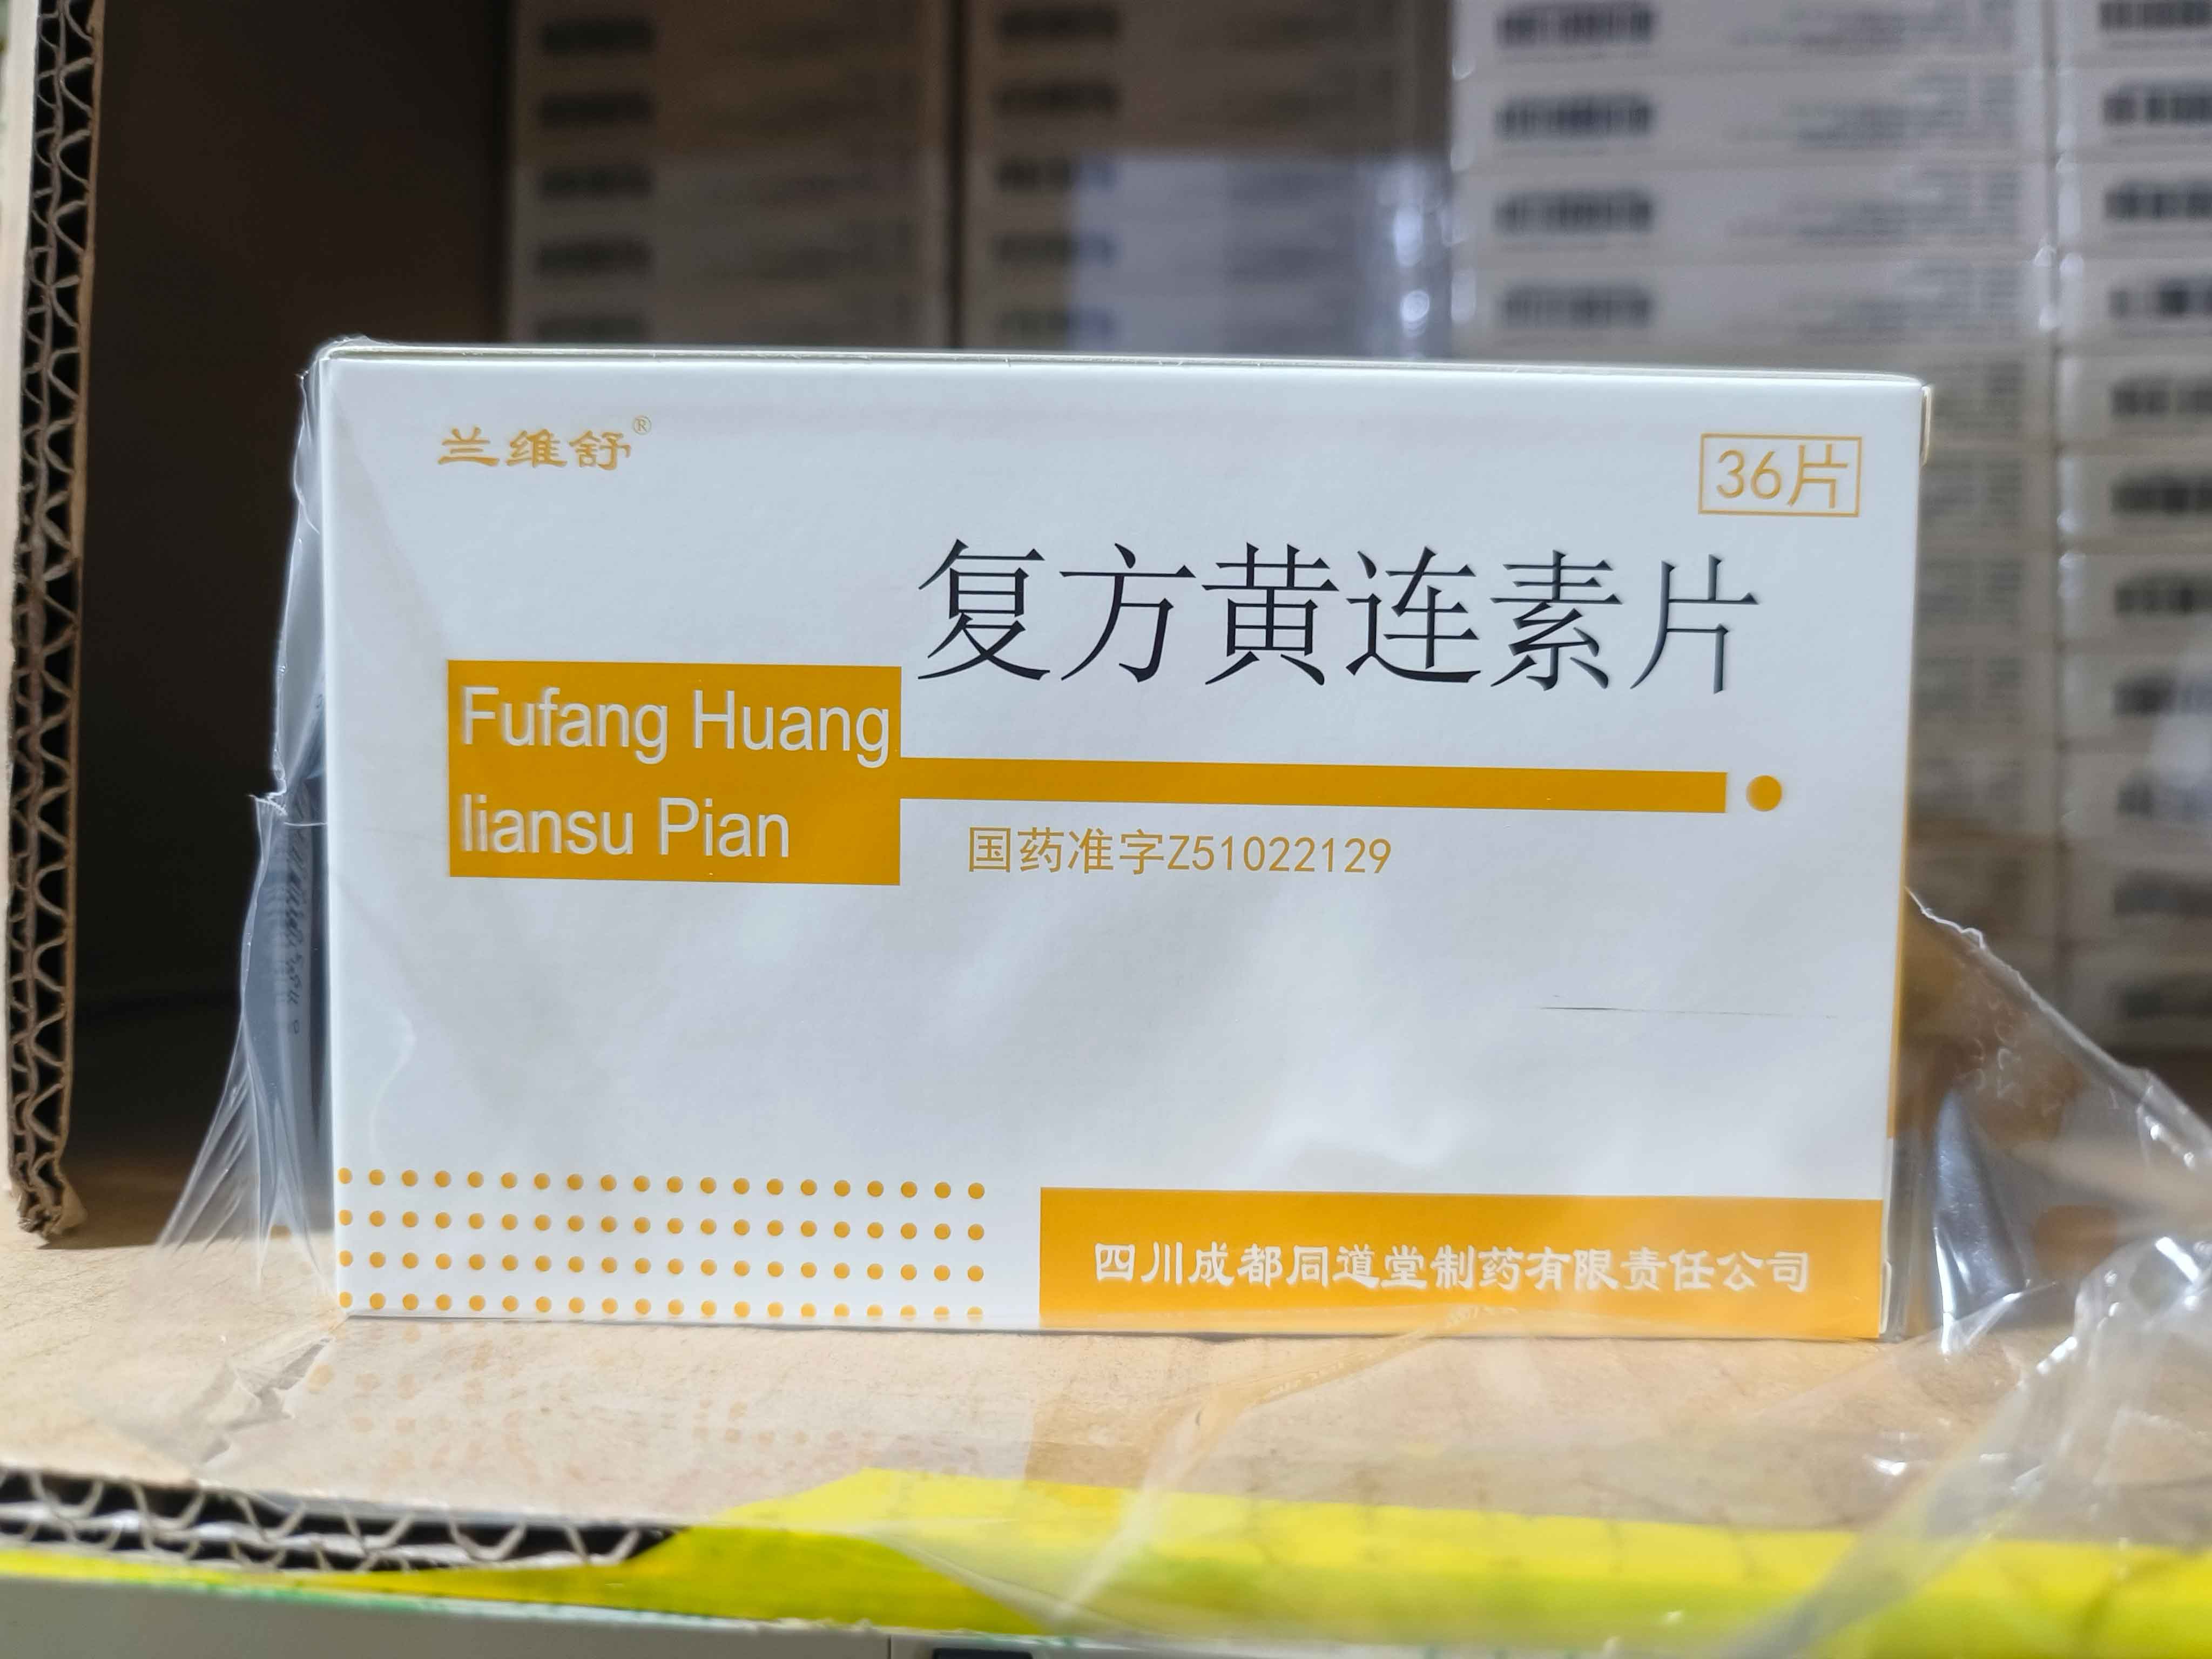 兰维舒®
36片
复方黄连素片
Fufang Huang
liansu Pian
国药准字Z51022129
四川成都同道堂制药有限责任公司